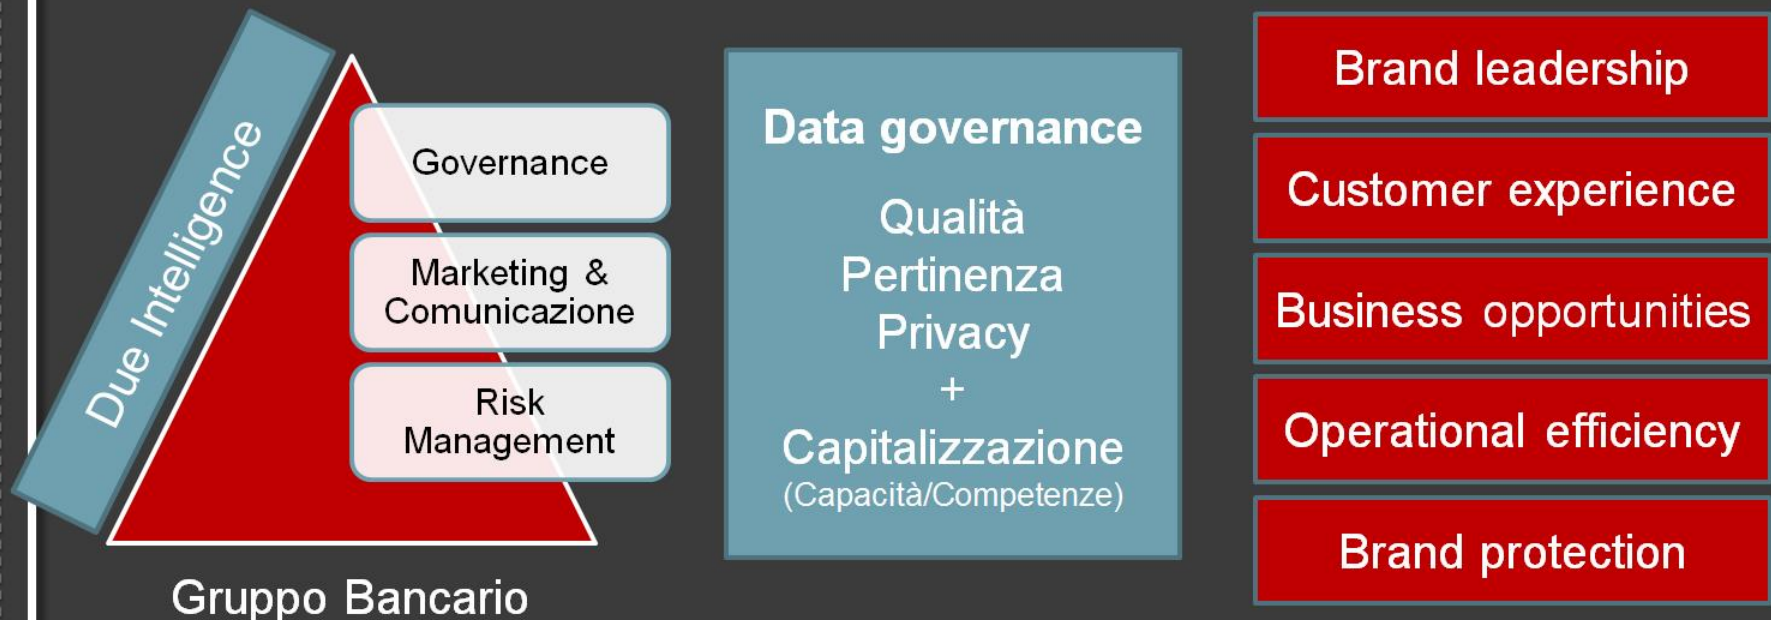 Due Intelligence
Governance
Marketing &
Comunicazione
Risk
Management
Gruppo Bancario
Data governance
Qualità
Pertinenza
Privacy
+
Capitalizzazione
(Capacità/Competenze)
Brand leadership
Customer experience
Business opportunities
Operational efficiency
Brand protection